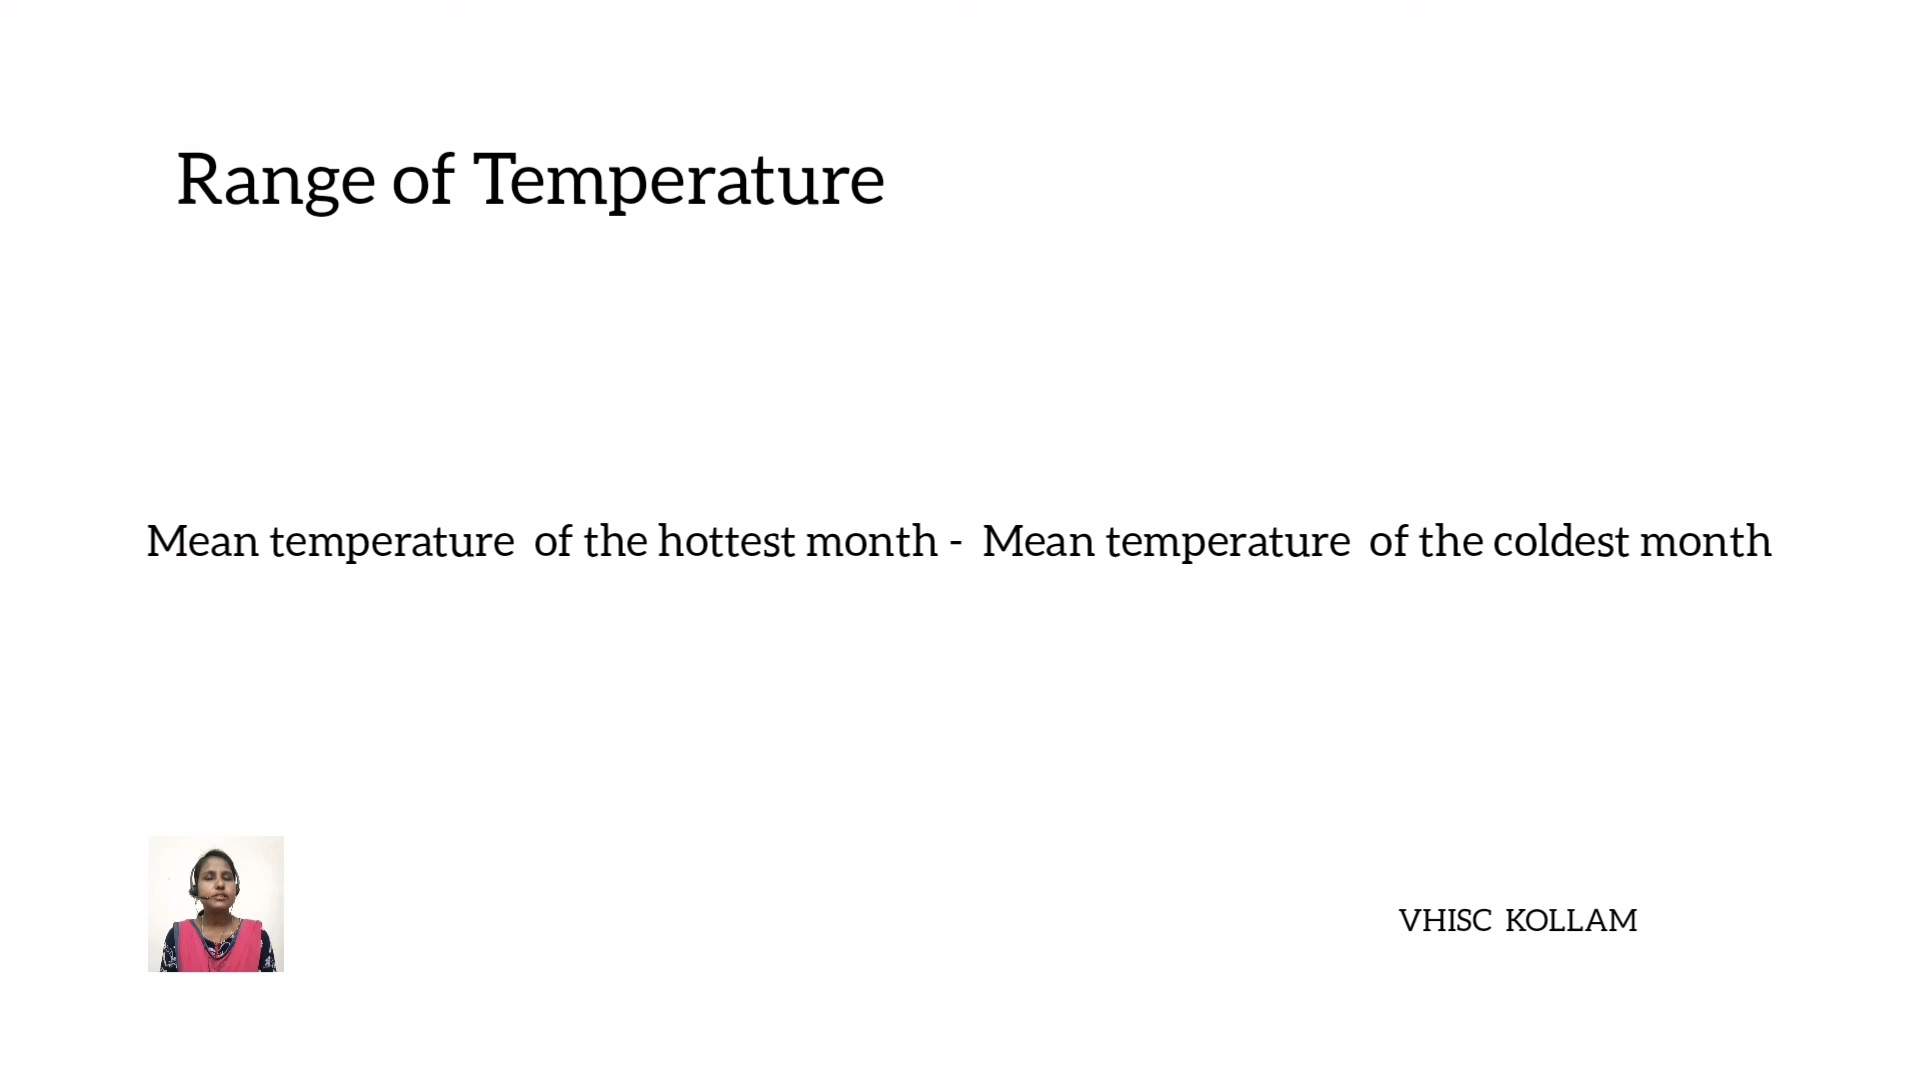 Range of Temperature
Mean temperature of the hottest month - Mean temperature of the coldest month
VHISC KOLLAM